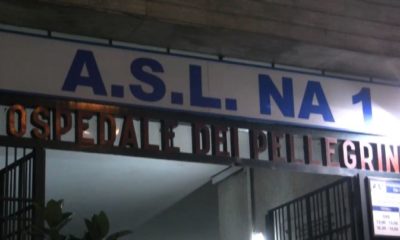 A.S.L. NA 1
OSPEDALE DEI PELLEGRIN